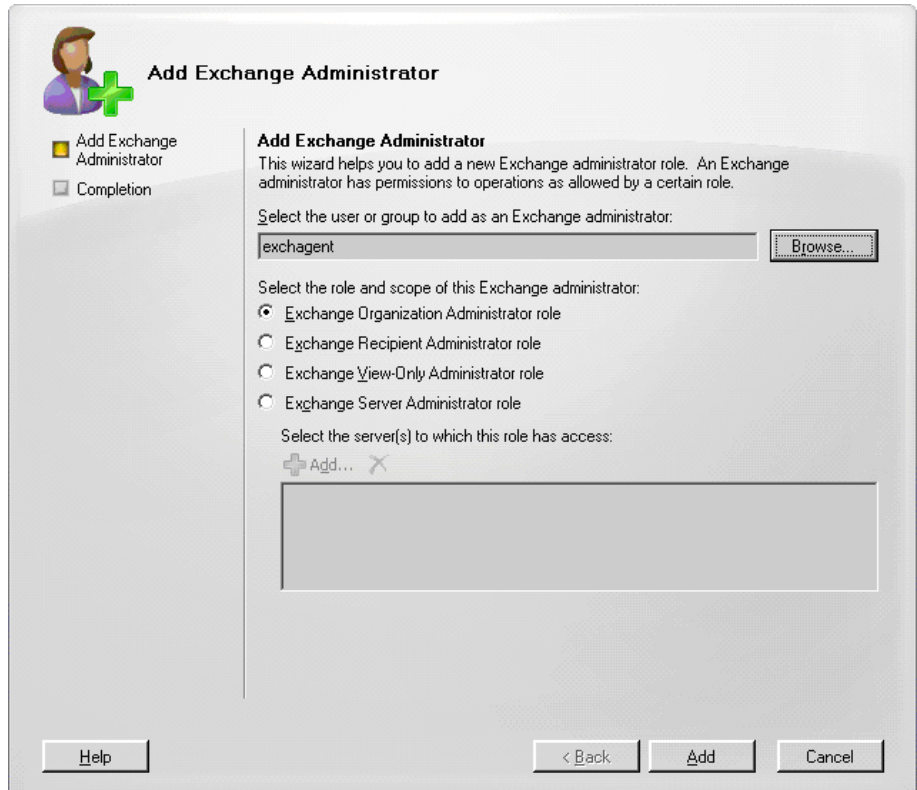 Add Exchange Administrator
Add Exchange
Administrator
Completion
Add Exchange Administrator
This wizard helps you to add a new Exchange administrator role. An Exchange
administrator has permissions to operations as allowed by a certain role.
Select the user or group to add as an Exchange administrator:
exchagent
Browse...
Select the role and scope of this Exchange administrator:
Exchange Organization Administrator role
Exchange Recipient Administrator role
Exchange View-Only Administrator role
Exchange Server Administrator role
Select the server(s) to which this role has access:
Add...
Help
< Back
Add
Cancel